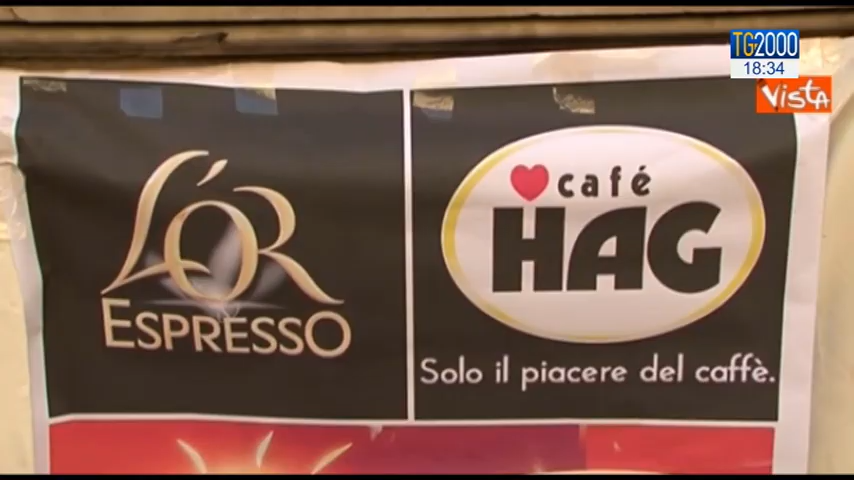 TG2000
18:34
VISTA
L'OR
ESPRESSO
café
HAG
Solo il piacere del caffè.